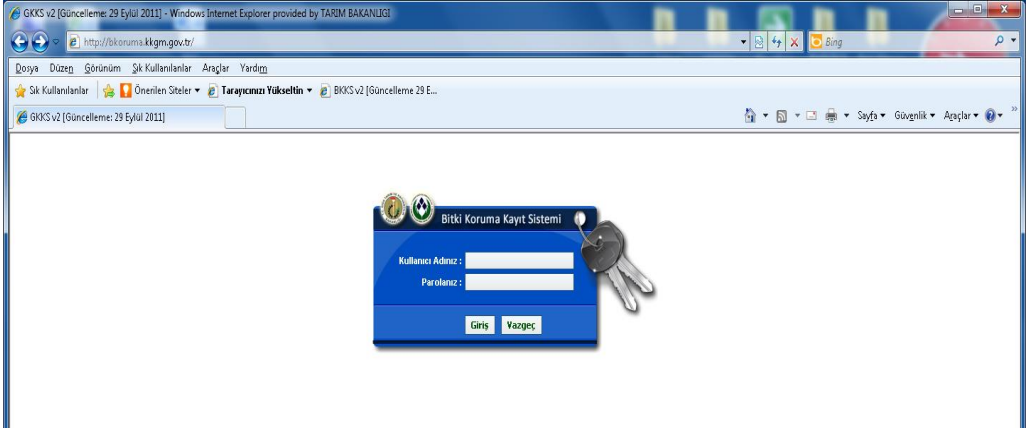 GKKS v2 [Güncelleme: 29 Eylül 2011] - Windows Internet Explorer provided by TARIM BAKANLIGI
http://bkoruma.kkgm.gov.tr/
Bing
Dosya Düzen Görünüm Sık Kullanılanlar Araçlar Yardım
Sık Kullanılanlar Önerilen Siteler Tarayıcınızı Yükseltin BKKS v2 [Güncelleme 29 E...
GKKS v2 [Güncelleme: 29 Eylül 2011] Sayfa Güvenlik Araçlar
Bitki Koruma Kayıt Sistemi
Kullanıcı Adınız :
Parolanız :
Giriş Vazgeç